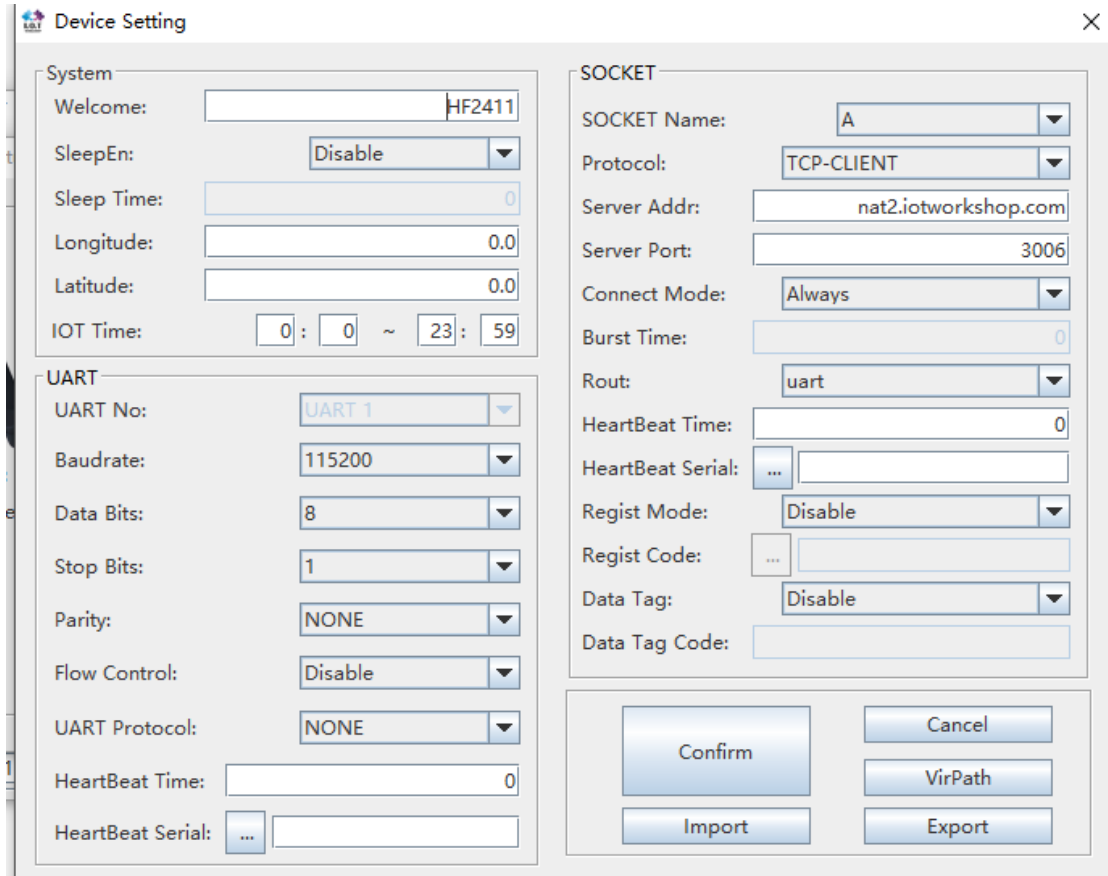 Device Setting
System
Welcome: HF2411
SleepEn: Disable
Sleep Time: 0
Longitude: 0.0
Latitude: 0.0
IOT Time: 0 : 0 ~ 23 : 59
UART
UART No: UART 1
Baudrate: 115200
Data Bits: 8
Stop Bits: 1
Parity: NONE
Flow Control: Disable
UART Protocol: NONE
HeartBeat Time: 0
HeartBeat Serial: ...
SOCKET
SOCKET Name: A
Protocol: TCP-CLIENT
Server Addr: nat2.iotworkshop.com
Server Port: 3006
Connect Mode: Always
Burst Time: 0
Rout: uart
HeartBeat Time: 0
HeartBeat Serial: ...
Regist Mode: Disable
Regist Code: ...
Data Tag: Disable
Data Tag Code:
Confirm
Cancel
VirPath
Import
Export